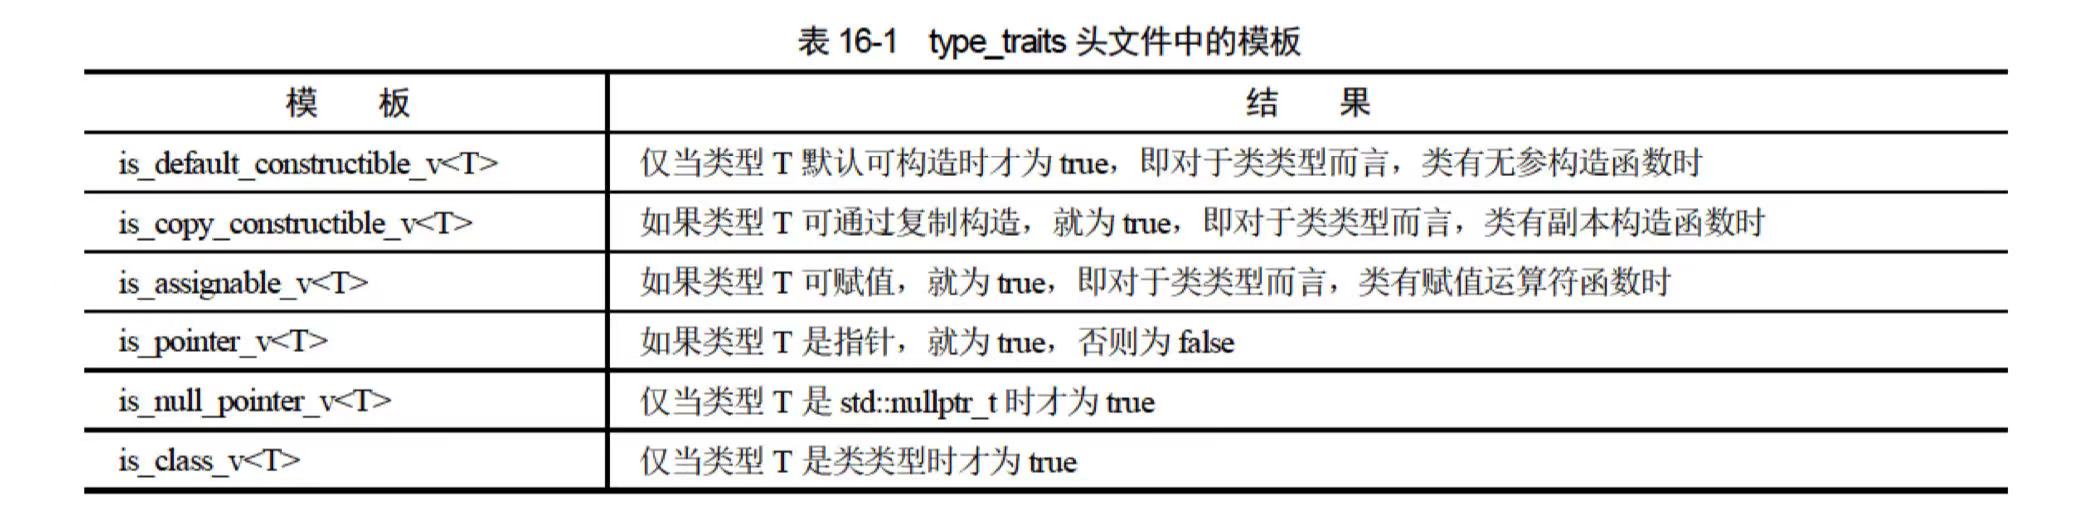 表 16-1 type_traits 头文件中的模板
模 板 结 果
is_default_constructible_v<T> 仅当类型 T 默认可构造时才为 true，即对于类类型而言，类有无参构造函数时
is_copy_constructible_v<T> 如果类型 T 可通过复制构造，就为 true，即对于类类型而言，类有副本构造函数时
is_assignable_v<T> 如果类型 T 可赋值，就为 true，即对于类类型而言，类有赋值运算符函数时
is_pointer_v<T> 如果类型 T 是指针，就为 true，否则为 false
is_null_pointer_v<T> 仅当类型 T 是 std::nullptr_t 时才为 true
is_class_v<T> 仅当类型 T 是类类型时才为 true